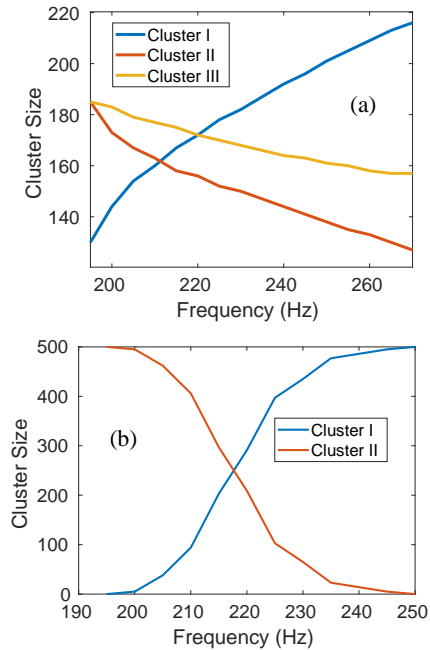 220
200
180
160
140
Cluster Size
Cluster I
Cluster II
Cluster III
(a)
200 220 240 260
Frequency (Hz)
500
400
300
200
100
0
Cluster Size
(b)
Cluster I
Cluster II
190 200 210 220 230 240 250
Frequency (Hz)